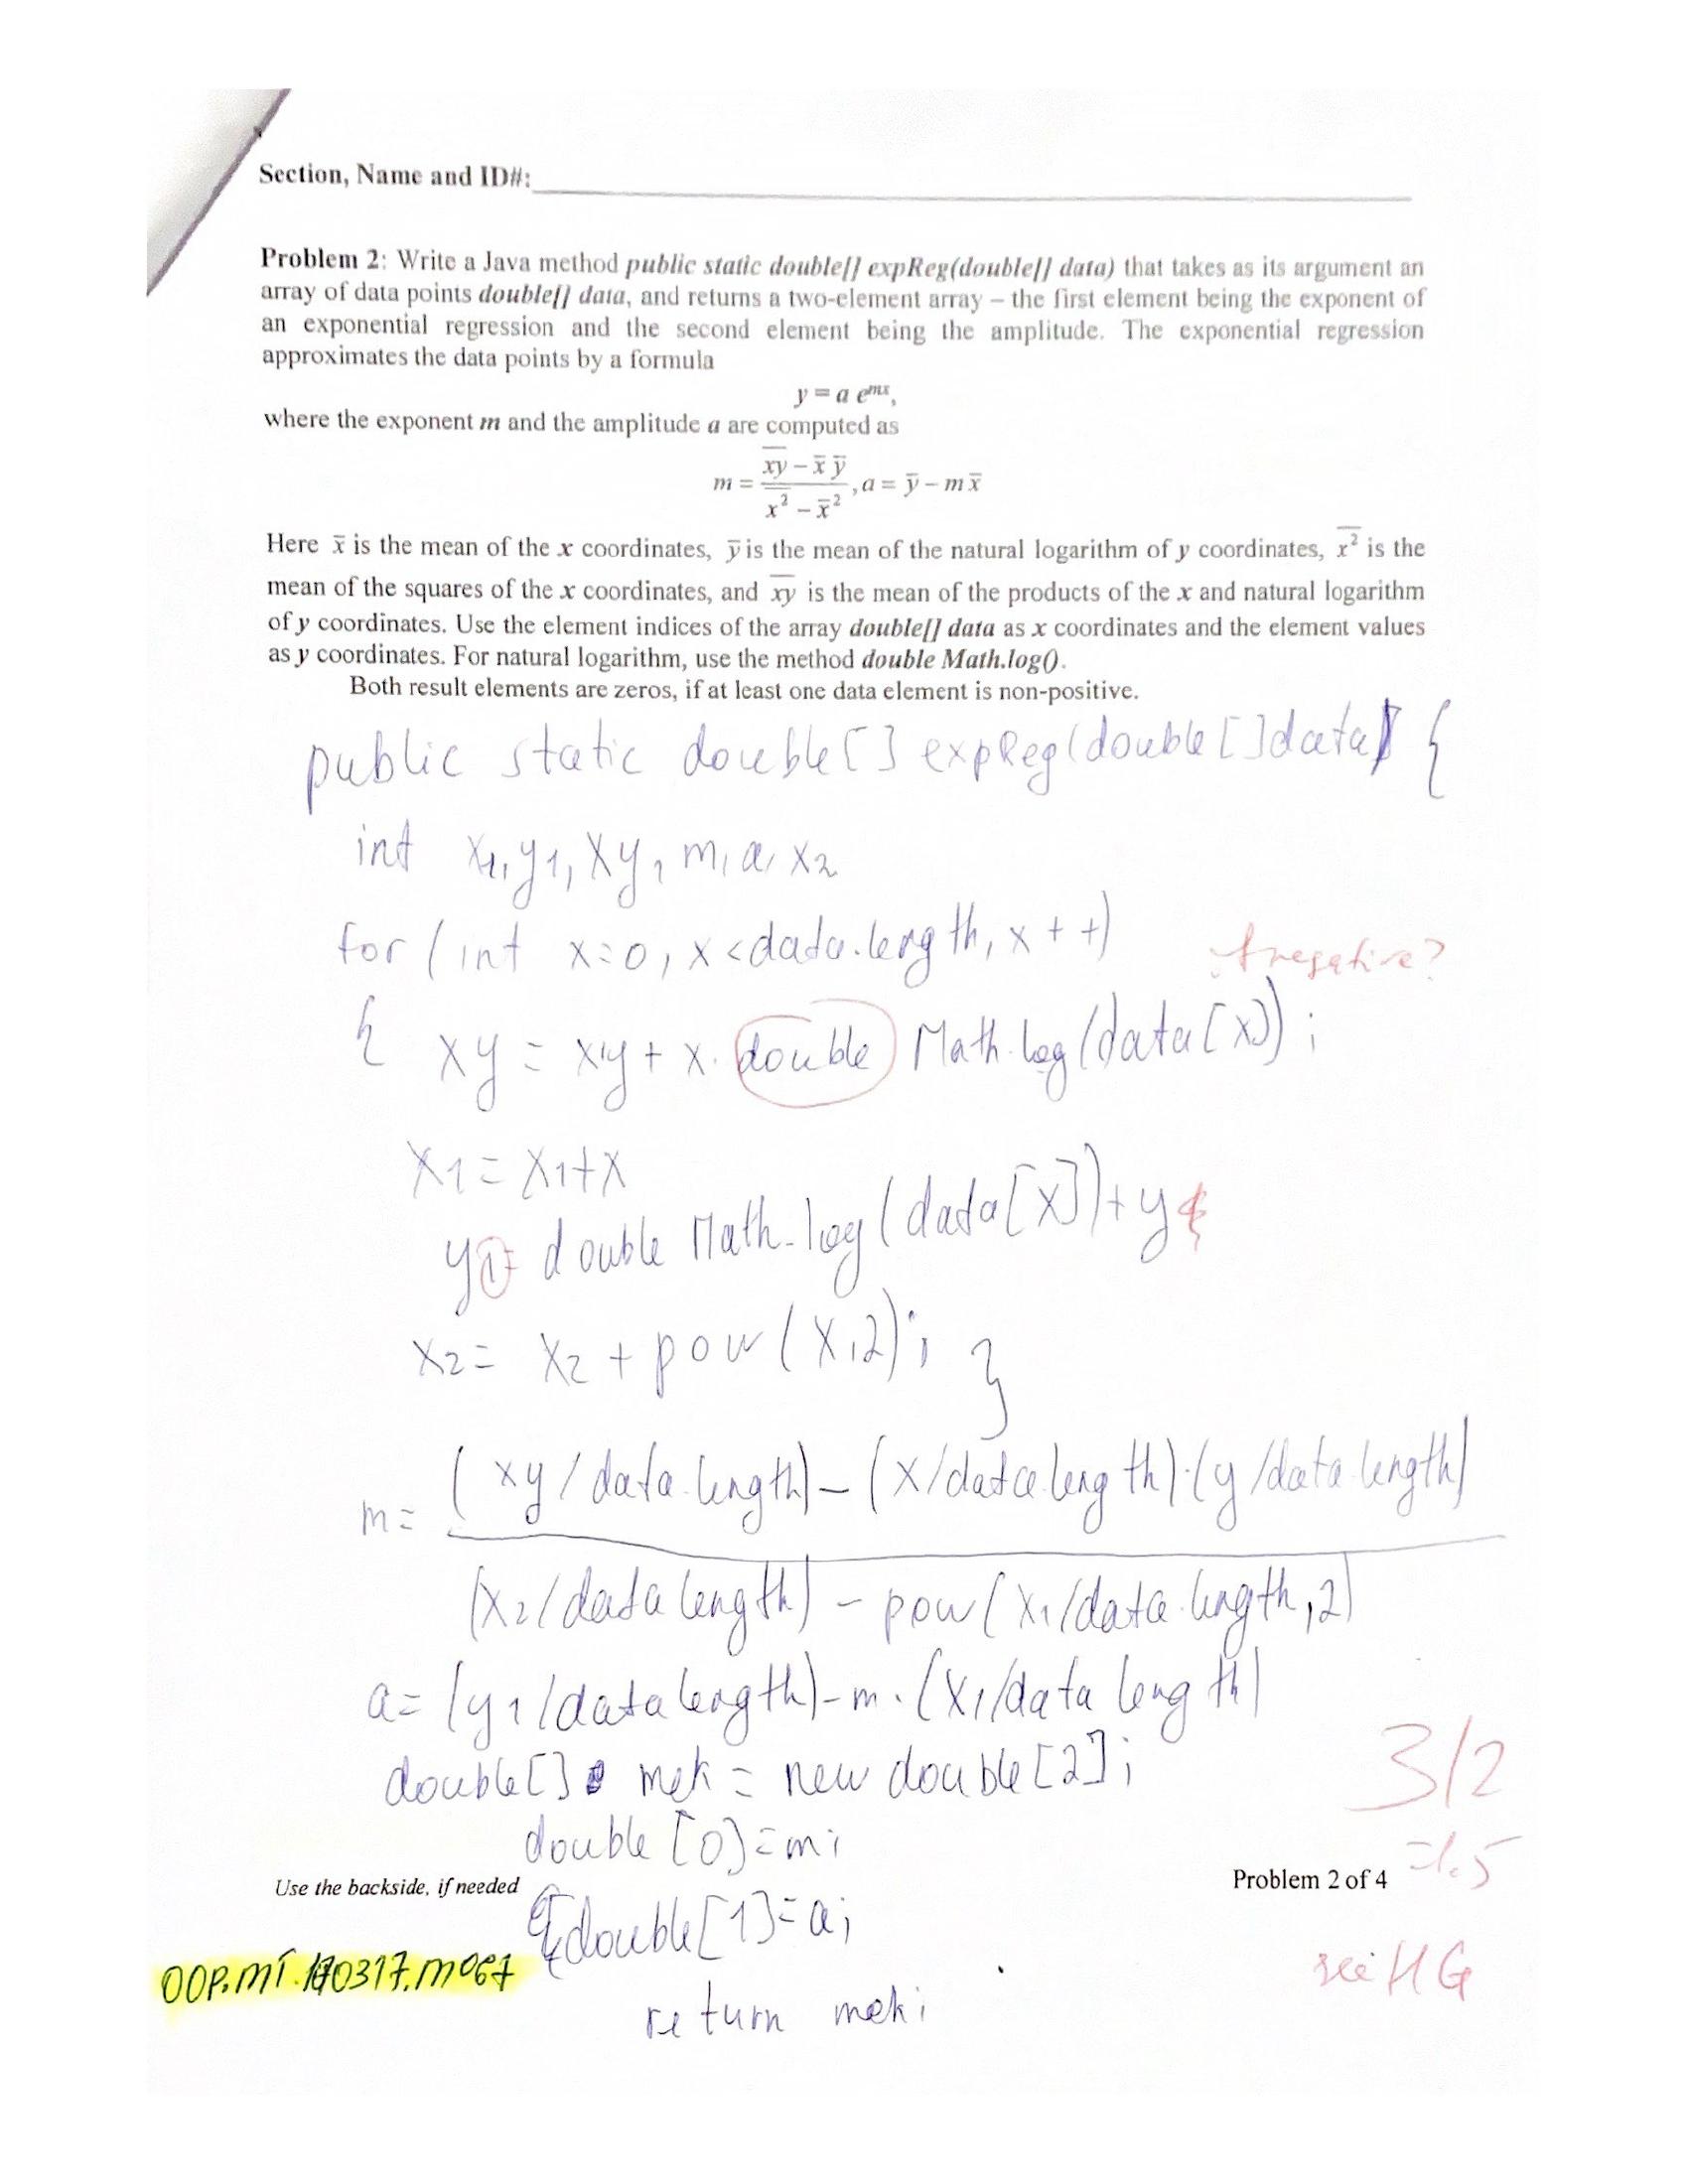 Section, Name and ID#:
Problem 2: Write a Java method public static double[] expReg(double[] data) that takes as its argument an
array of data points double[] data, and returns a two-element array – the first element being the exponent of
an exponential regression and the second element being the amplitude. The exponential regression
approximates the data points by a formula
y = a e^{mx},
where the exponent m and the amplitude a are computed as
m = \frac{\overline{xy} - \bar{x} \bar{y}}{\overline{x^2} - \bar{x}^2}, a = \bar{y} - m \bar{x}
Here x̄ is the mean of the x coordinates, ȳ is the mean of the natural logarithm of y coordinates, \overline{x^2} is the
mean of the squares of the x coordinates, and \overline{xy} is the mean of the products of the x and natural logarithm
of y coordinates. Use the element indices of the array double[] data as x coordinates and the element values
as y coordinates. For natural logarithm, use the method double Math.log().
Both result elements are zeros, if at least one data element is non-positive.
public static double[] expReg(double[]data) {
int x1, y1, xy, m, a, x2
for (int x=0, x<data.length, x++)
negative?
{ xy = xy + x · double Math.log(data[x]);
x1 = x1+x
y1= double Math.log(data[x])+y
x2= x2 + pow(x,2); }
m= \frac{(xy/data.length) - (x/data.length)·(y/data.length)}{(x2/data length) - pow(x1/data.length,2)}
a= (y1/data length)-m·(x1/data length)
3/2
double[] mek = new double[2];
double [0]=m;
=1.5
Use the backside, if needed
Problem 2 of 4
double[1]=a;
OOP.MT.170317.M067
HG
return mek;